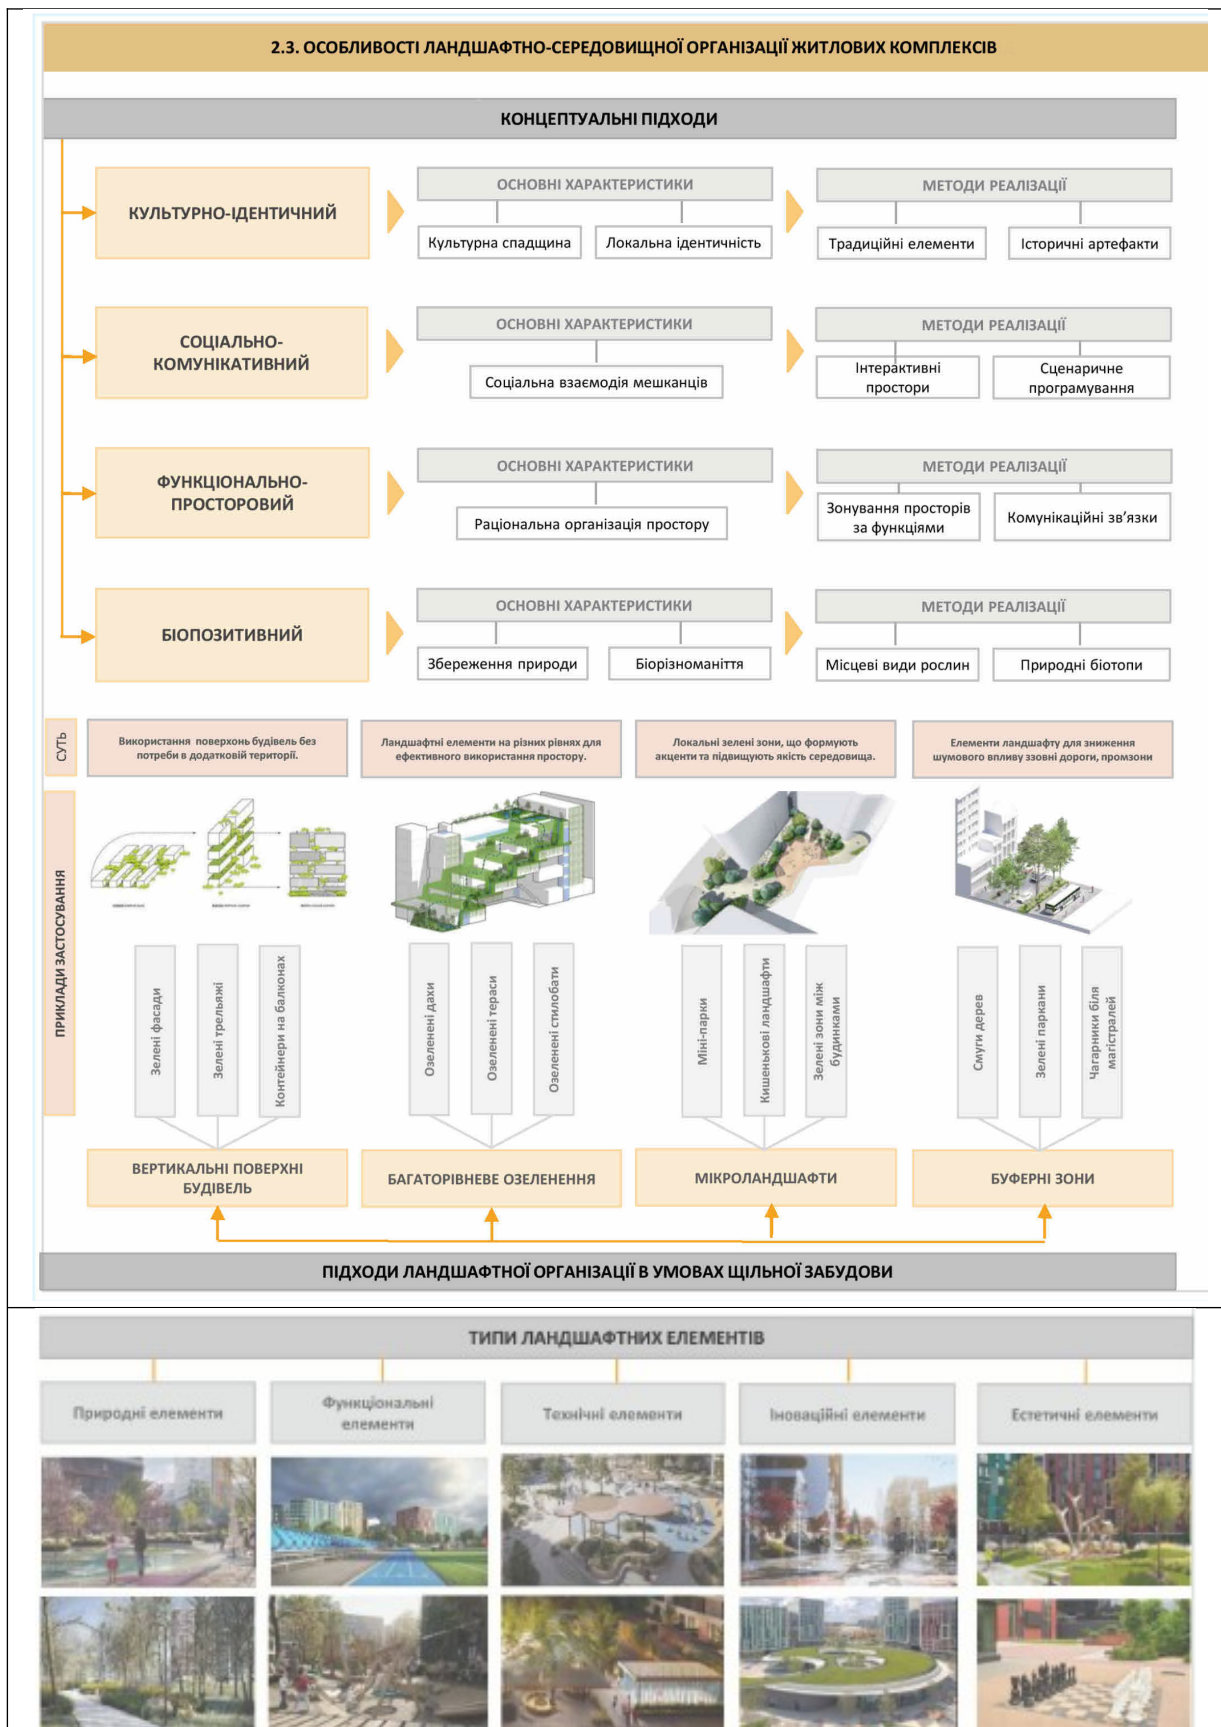 2.3. ОСОБЛИВОСТІ ЛАНДШАФТНО-СЕРЕДОВИЩНОЇ ОРГАНІЗАЦІЇ ЖИТЛОВИХ КОМПЛЕКСІВ
КОНЦЕПТУАЛЬНІ ПІДХОДИ
КУЛЬТУРНО-ІДЕНТИЧНИЙ
ОСНОВНІ ХАРАКТЕРИСТИКИ
Культурна спадщина
Локальна ідентичність
МЕТОДИ РЕАЛІЗАЦІЇ
Традиційні елементи
Історичні артефакти
СОЦІАЛЬНО-
КОМУНІКАТИВНИЙ
ОСНОВНІ ХАРАКТЕРИСТИКИ
Соціальна взаємодія мешканців
МЕТОДИ РЕАЛІЗАЦІЇ
Інтерактивні
простори
Сценаричне
програмування
ФУНКЦІОНАЛЬНО-
ПРОСТОРОВИЙ
ОСНОВНІ ХАРАКТЕРИСТИКИ
Раціональна організація простору
МЕТОДИ РЕАЛІЗАЦІЇ
Зонування просторів
за функціями
Комунікаційні зв’язки
БІОПОЗИТИВНИЙ
ОСНОВНІ ХАРАКТЕРИСТИКИ
Збереження природи
Біорізноманіття
МЕТОДИ РЕАЛІЗАЦІЇ
Місцеві види рослин
Природні біотопи
СУТЬ
Використання поверхонь будівель без
потреби в додатковій території.
Ландшафтні елементи на різних рівнях для
ефективного використання простору.
Локальні зелені зони, що формують
акценти та підвищують якість середовища.
Елементи ландшафту для зниження
шумового впливу ззовні дороги, промзони
ПРИКЛАДИ ЗАСТОСУВАННЯ
Зелені фасади
Зелені трельяжі
Контейнери на балконах
Озеленені дахи
Озеленені тераси
Озеленені стилобати
Міні-парки
Кишенькові ландшафти
Зелені зони між
будинками
Смуги дерев
Зелені паркани
Чагарники біля
магістралей
ВЕРТИКАЛЬНІ ПОВЕРХНІ
БУДІВЕЛЬ
БАГАТОРІВНЕВЕ ОЗЕЛЕНЕННЯ
МІКРОЛАНДШАФТИ
БУФЕРНІ ЗОНИ
ПІДХОДИ ЛАНДШАФТНОЇ ОРГАНІЗАЦІЇ В УМОВАХ ЩІЛЬНОЇ ЗАБУДОВИ
ТИПИ ЛАНДШАФТНИХ ЕЛЕМЕНТІВ
Природні елементи
Функціональні
елементи
Технічні елементи
Іноваційні елементи
Естетичні елементи